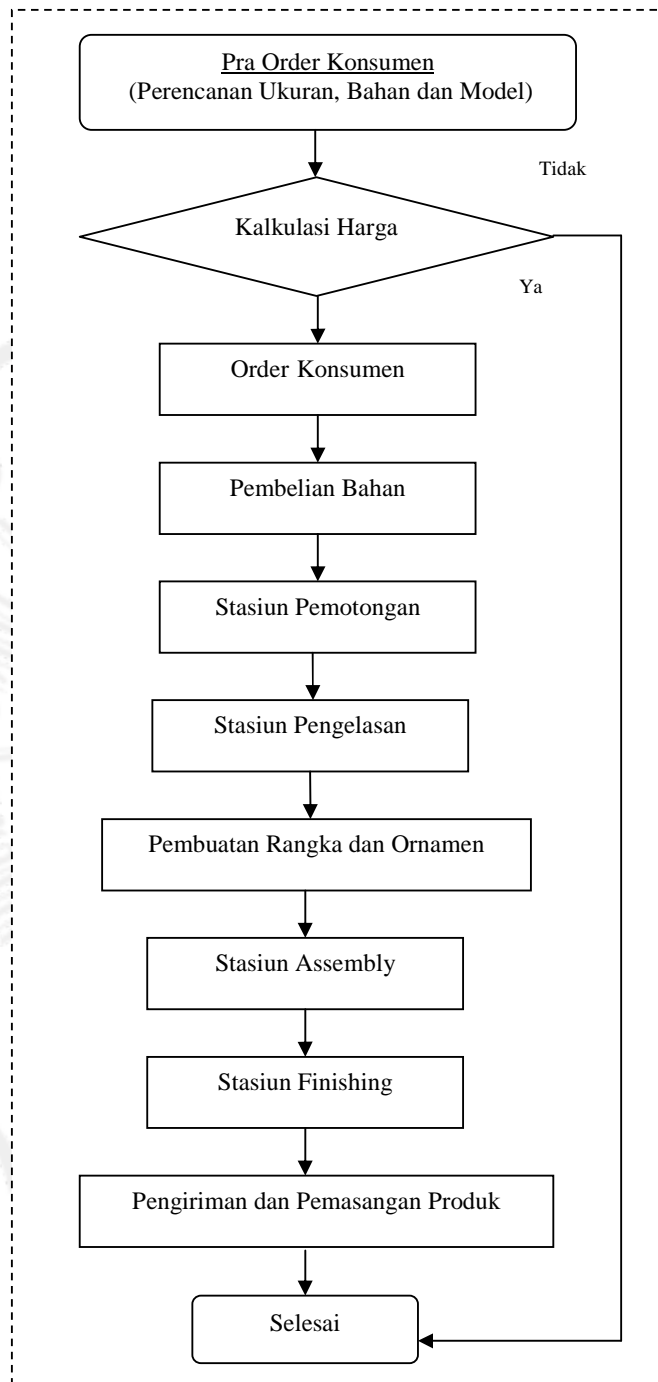 Pra Order Konsumen
(Perencanan Ukuran, Bahan dan Model)
Tidak
Kalkulasi Harga
Ya
Order Konsumen
Pembelian Bahan
Stasiun Pemotongan
Stasiun Pengelasan
Pembuatan Rangka dan Ornamen
Stasiun Assembly
Stasiun Finishing
Pengiriman dan Pemasangan Produk
Selesai